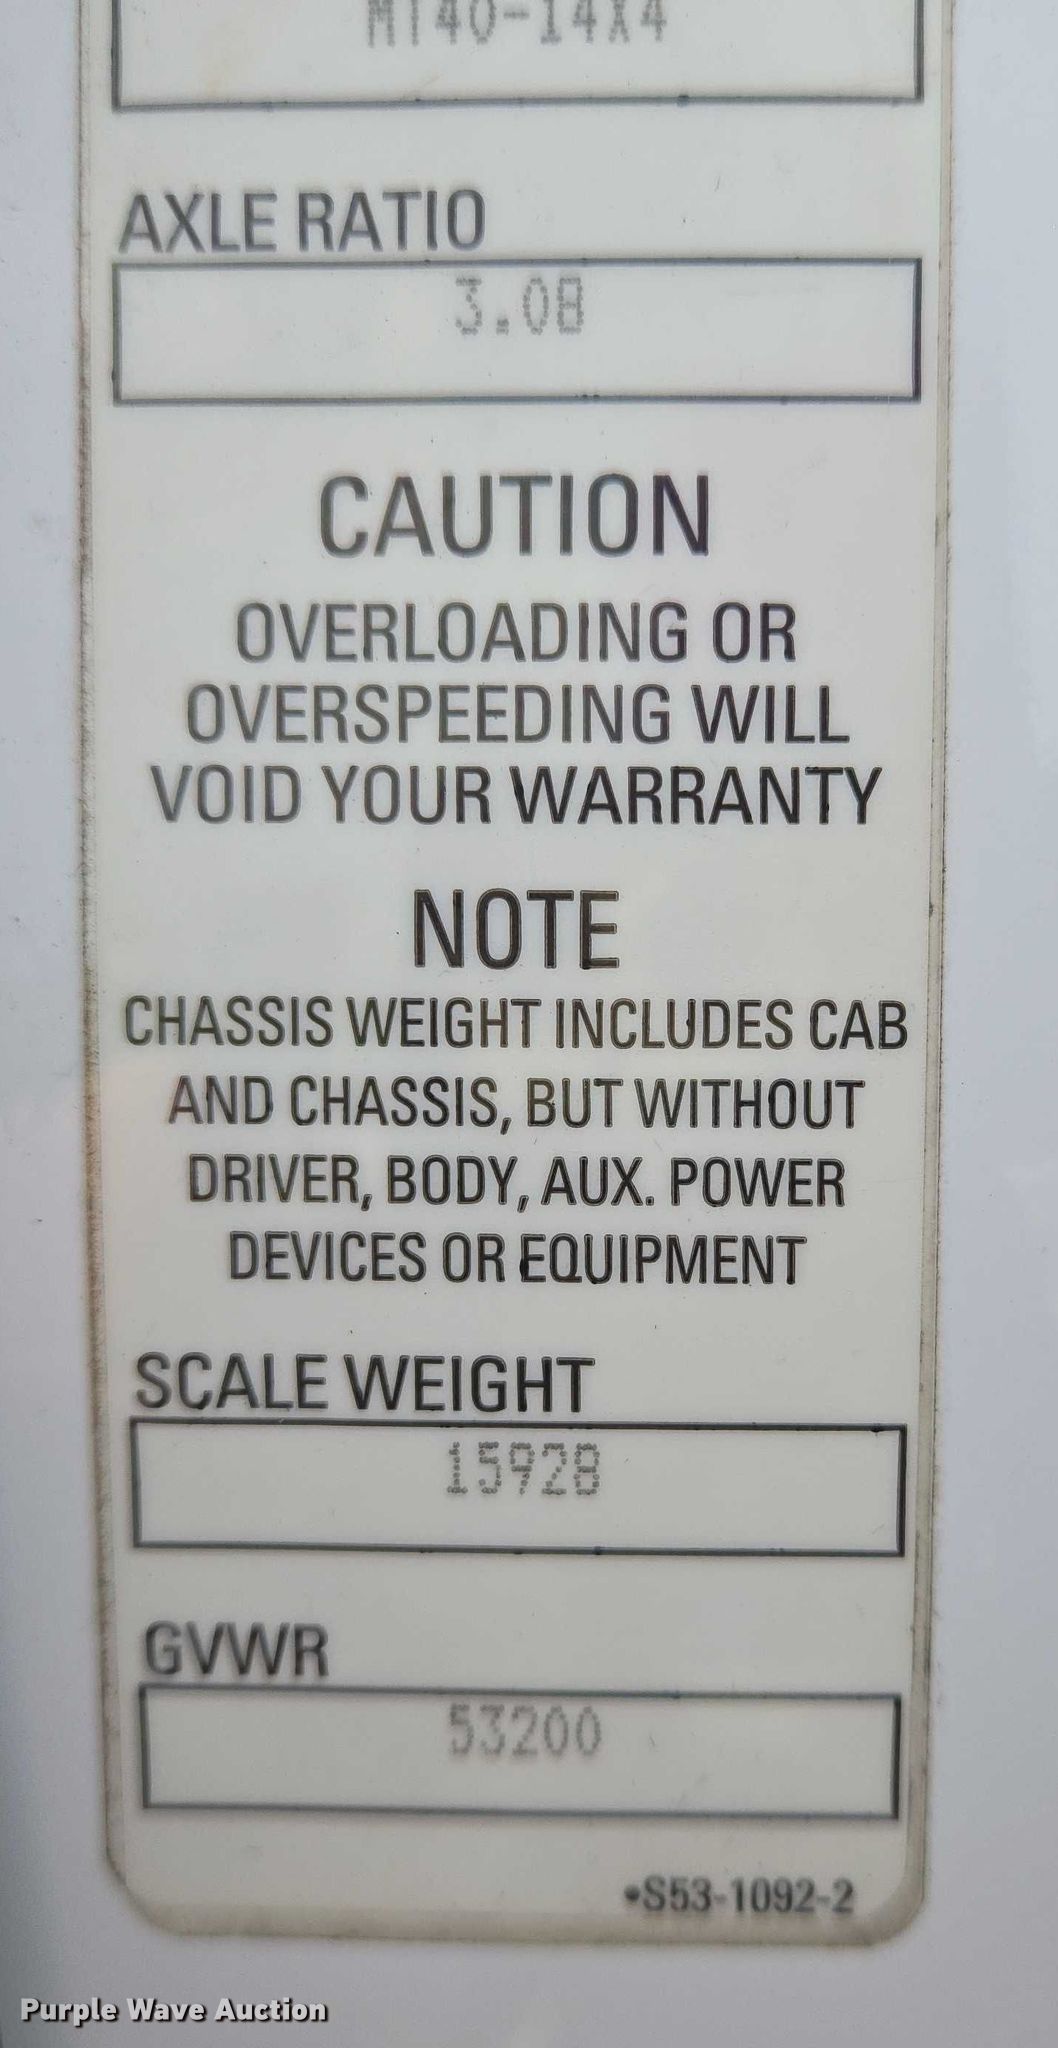 MT40-14X4
AXLE RATIO
3.08
CAUTION
OVERLOADING OR
OVERSPEEDING WILL
VOID YOUR WARRANTY
NOTE
CHASSIS WEIGHT INCLUDES CAB
AND CHASSIS, BUT WITHOUT
DRIVER, BODY, AUX. POWER
DEVICES OR EQUIPMENT
SCALE WEIGHT
15928
GVWR
53200
•S53-1092-2
Purple Wave Auction